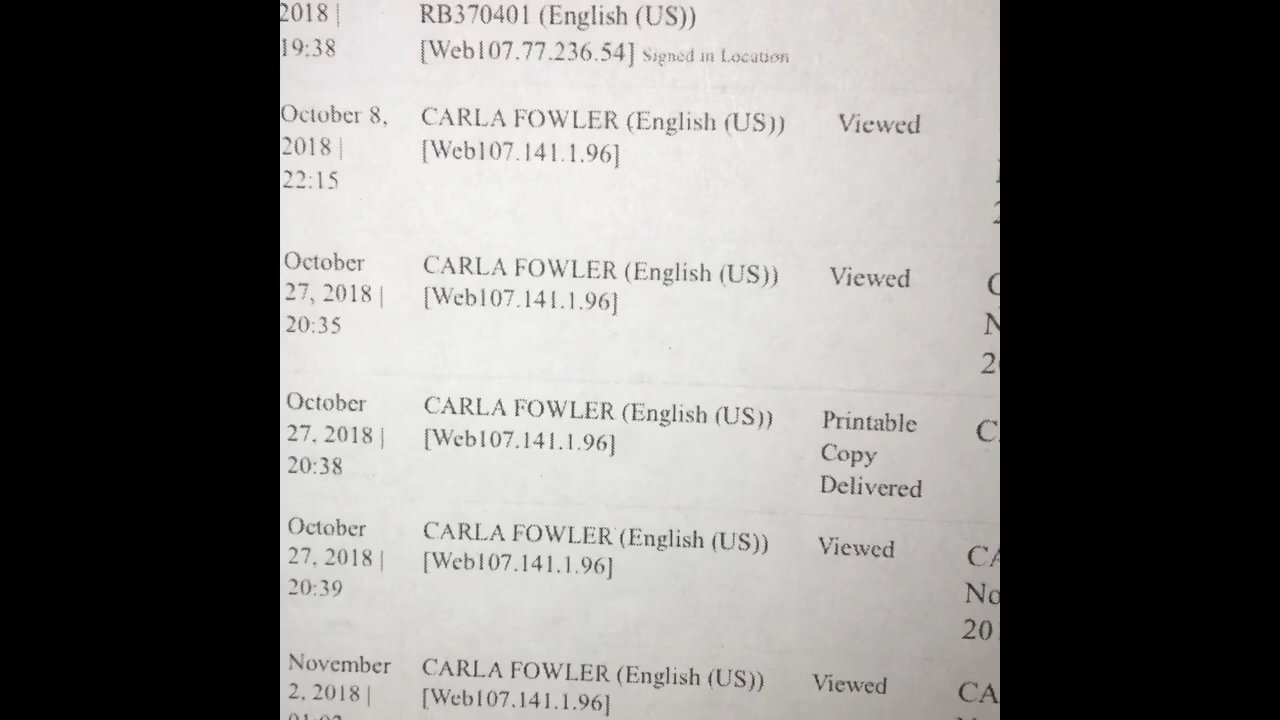 2018 |
19:38
RB370401 (English (US))
[Web107.77.236.54] Signed in Location
October 8,
2018 |
22:15
CARLA FOWLER (English (US))
[Web107.141.1.96]
Viewed
October
27, 2018 |
20:35
CARLA FOWLER (English (US))
[Web107.141.1.96]
Viewed
October
27, 2018 |
20:38
CARLA FOWLER (English (US))
[Web107.141.1.96]
Printable
Copy
Delivered
October
27, 2018 |
20:39
CARLA FOWLER (English (US))
[Web107.141.1.96]
Viewed
CA
No
20
November
2, 2018 |
CARLA FOWLER (English (US))
[Web107.141.1.96]
Viewed
CA